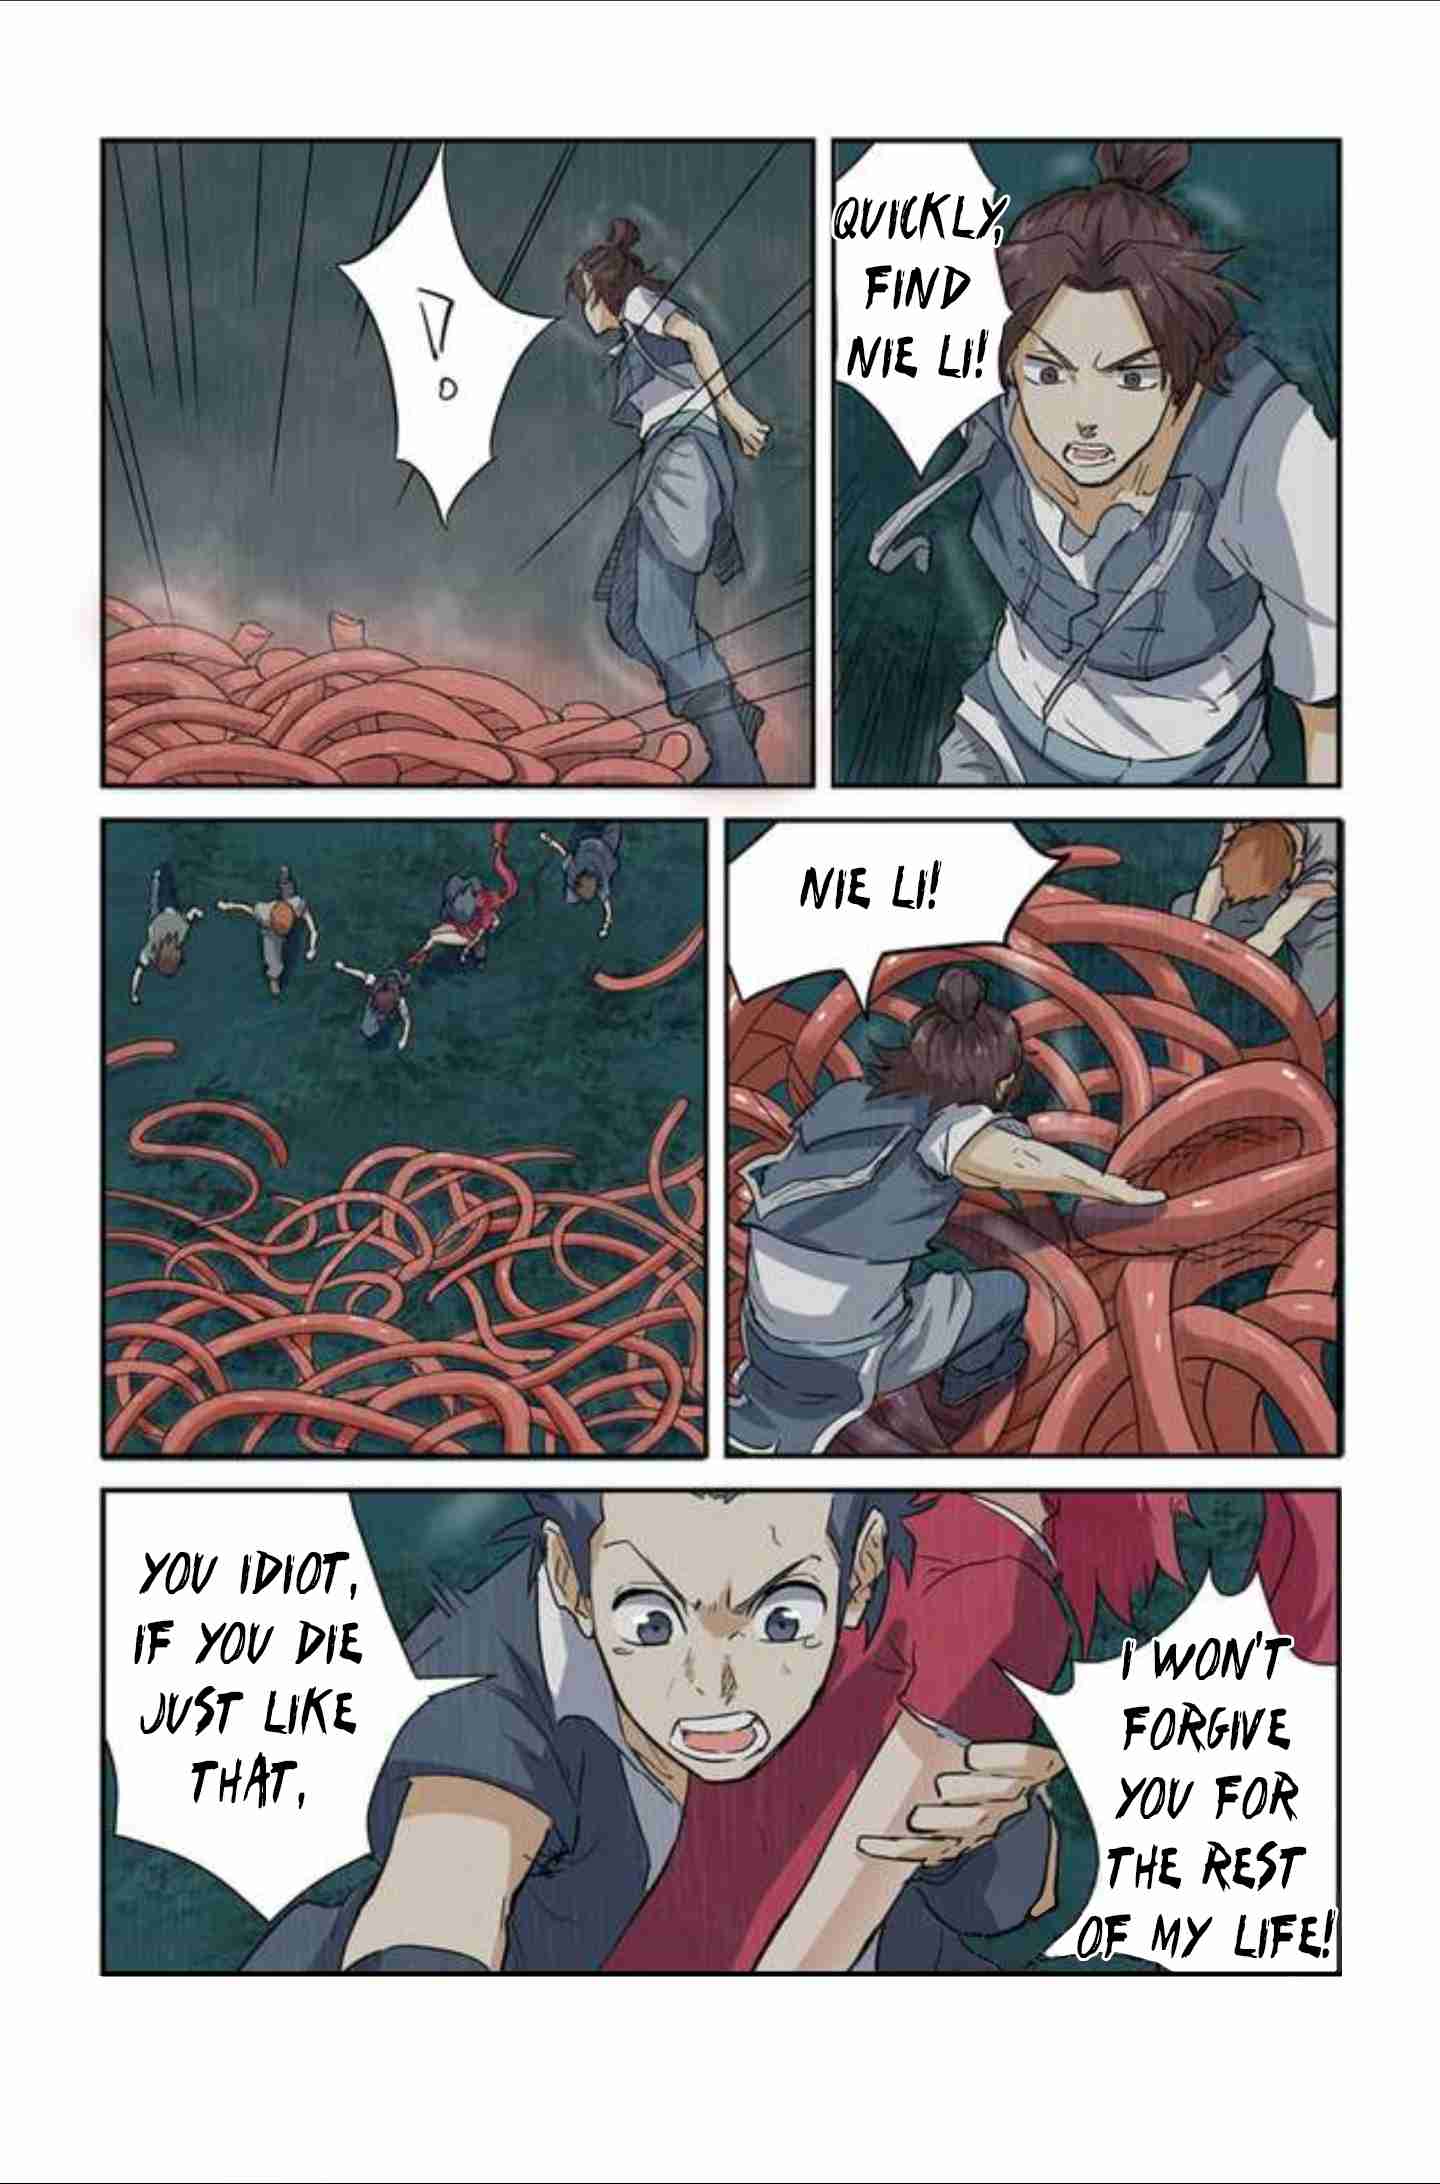 !
QUICKLY,
FIND
NIE LI!
NIE LI!
YOU IDIOT,
IF YOU DIE
JUST LIKE
THAT,
I WON'T
FORGIVE
YOU FOR
THE REST
OF MY LIFE!